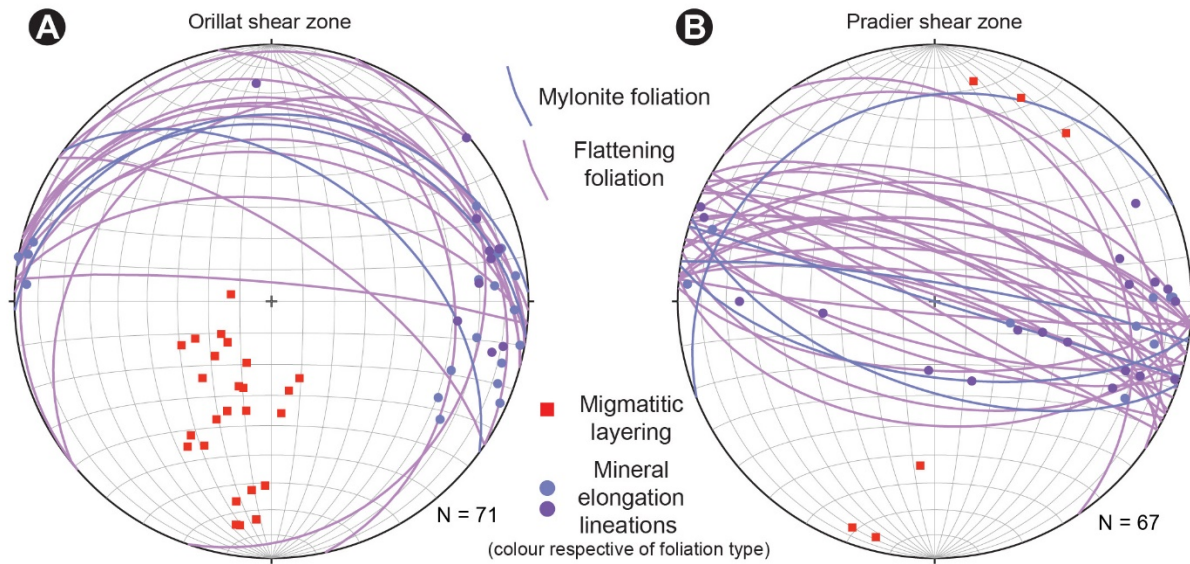 A
Orillat shear zone
B
Pradier shear zone
Mylonite foliation
Flattening
foliation
Migmatitic
layering
Mineral
elongation
lineations
(colour respective of foliation type)
N = 71
N = 67